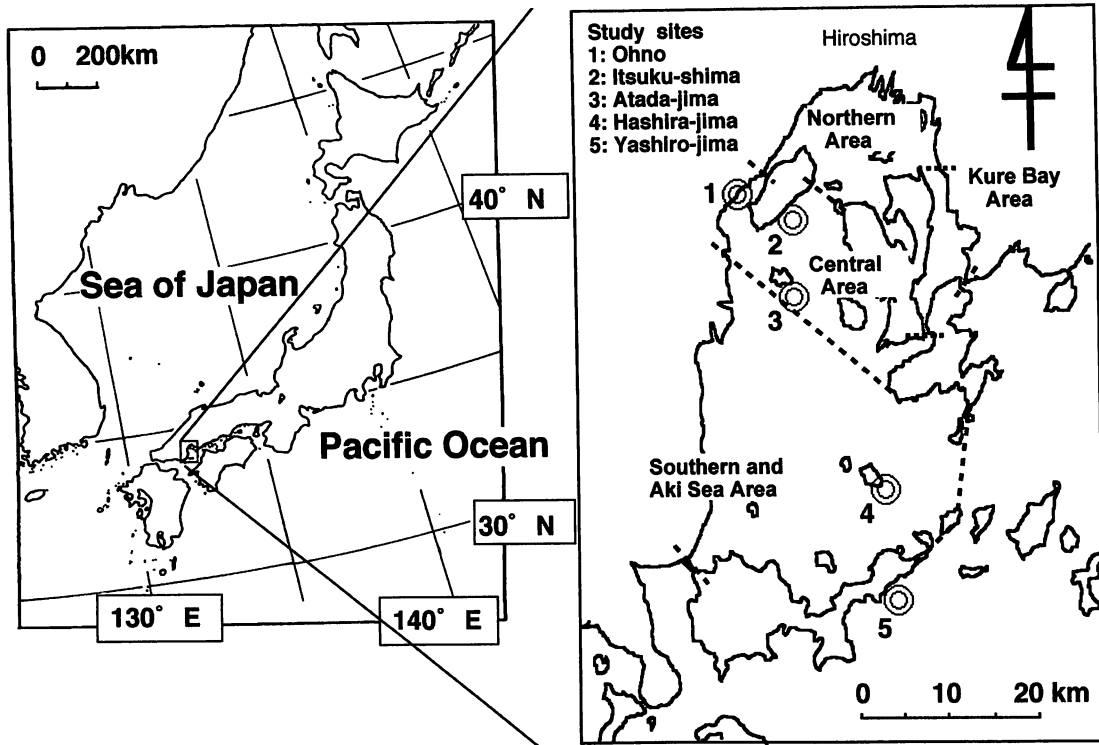 0 200km
40° N
Sea of Japan
Pacific Ocean
30° N
130° E
140° E
Study sites
1: Ohno
2: Itsuku-shima
3: Atada-jima
4: Hashira-jima
5: Yashiro-jima
Hiroshima
4
Northern
Area
Kure Bay
Area
1
2
Central
Area
3
Southern and
Aki Sea Area
4
5
0 10 20 km